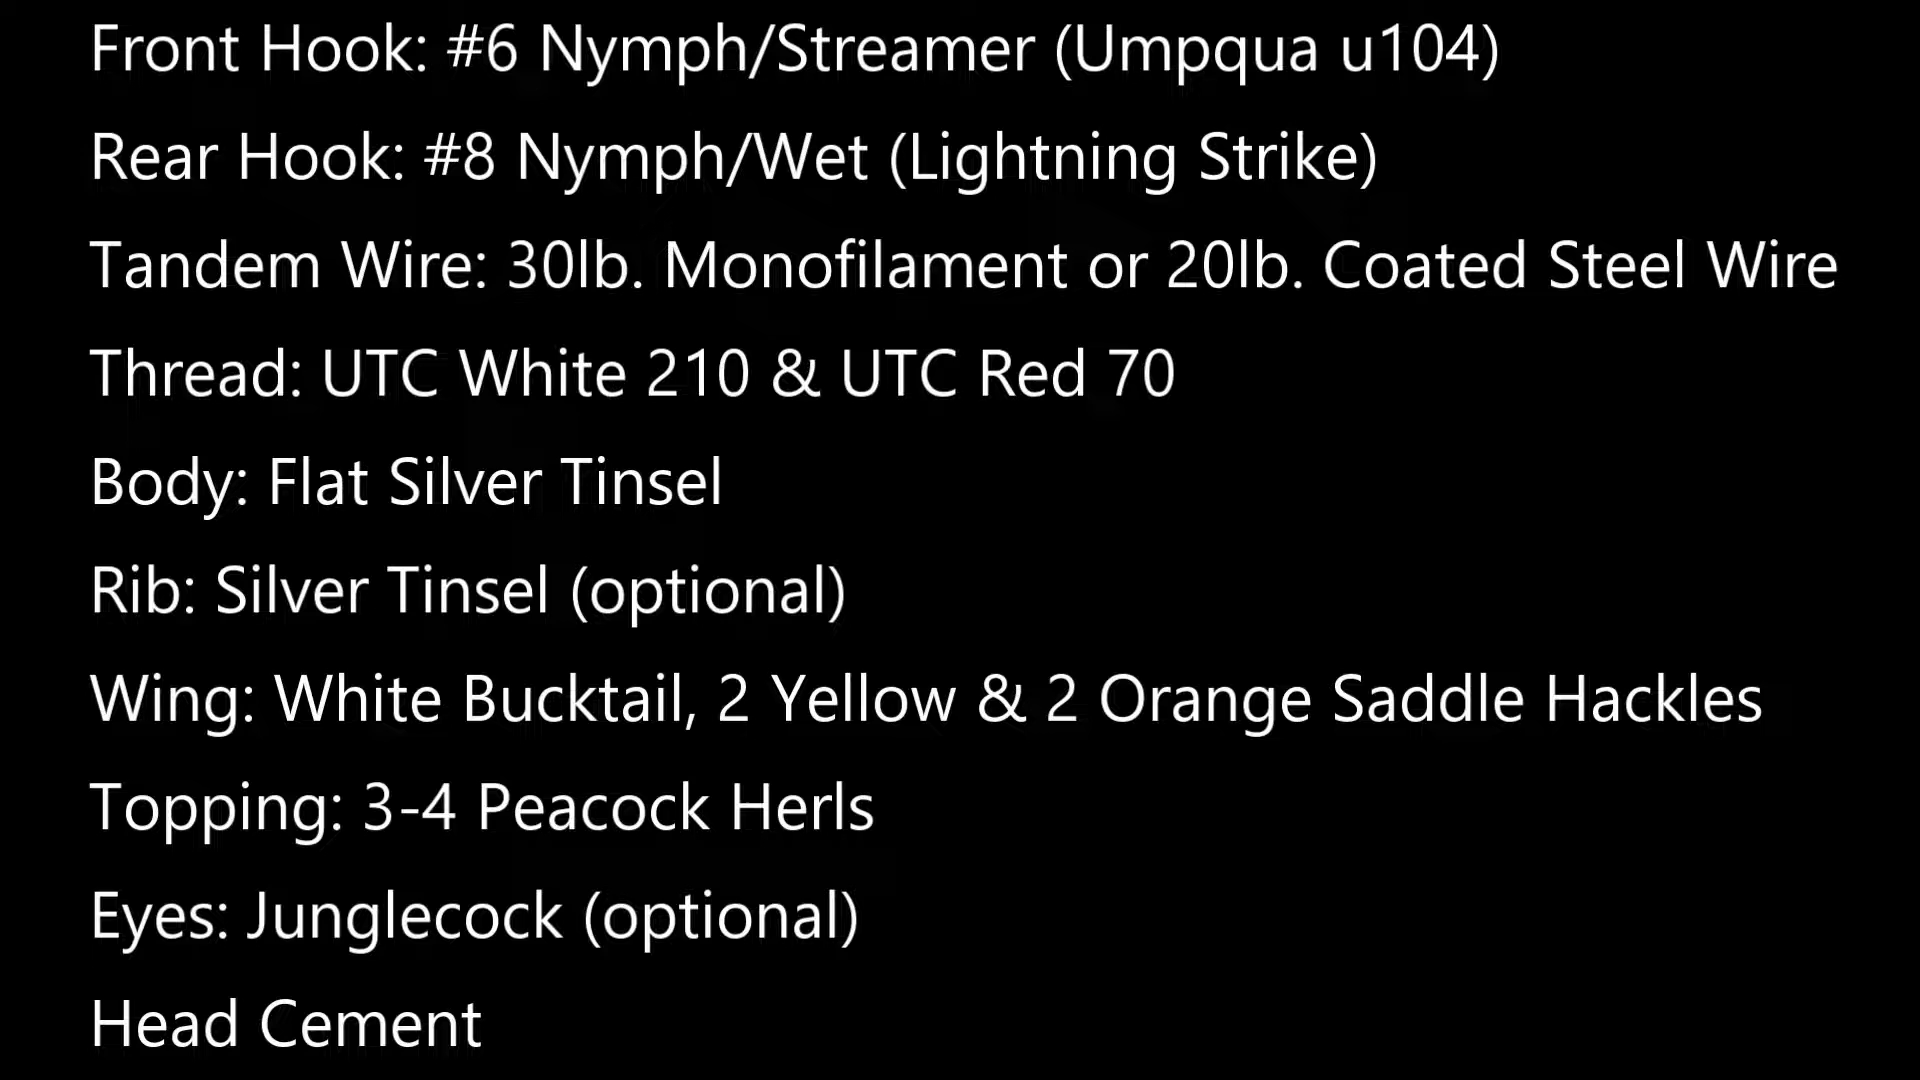 Front Hook: #6 Nymph/Streamer (Umpqua u104)
Rear Hook: #8 Nymph/Wet (Lightning Strike)
Tandem Wire: 30lb. Monofilament or 20lb. Coated Steel Wire
Thread: UTC White 210 & UTC Red 70
Body: Flat Silver Tinsel
Rib: Silver Tinsel (optional)
Wing: White Bucktail, 2 Yellow & 2 Orange Saddle Hackles
Topping: 3-4 Peacock Herls
Eyes: Junglecock (optional)
Head Cement